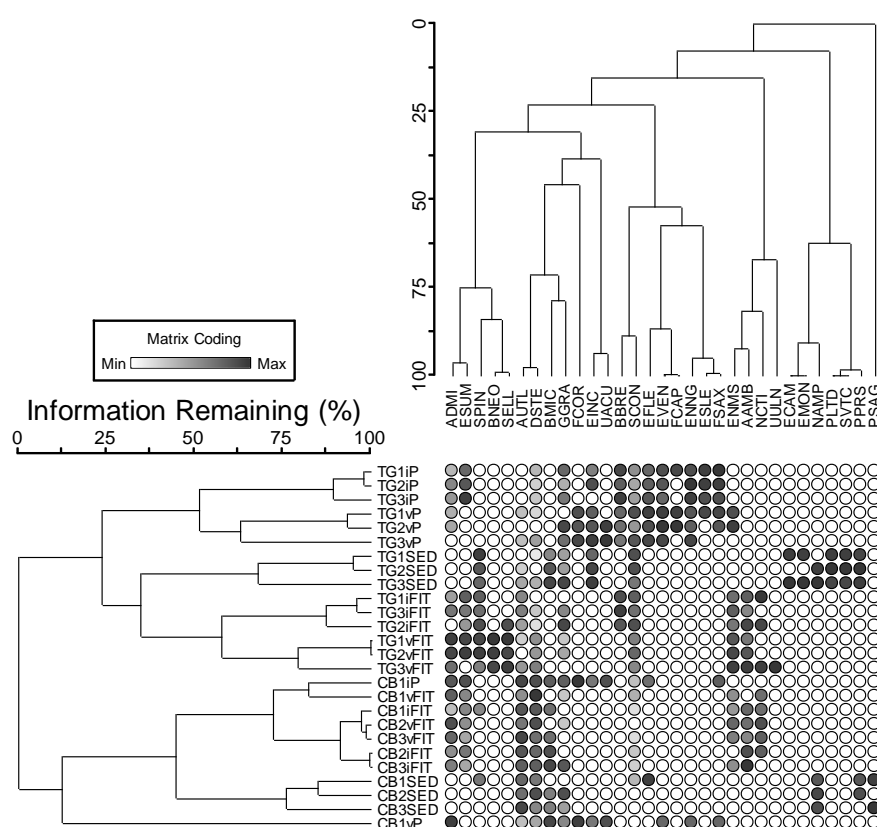 0
25
50
75
100
Matrix Coding
Min Max
ADMI ESUM SPIN BNEO SELL AUTL DSTE BMIC GGRA FCOR EINC UACU BBRE SCON EFLE EVEN FCAP ENNG ESLE FSAX ENMS AAMB NCTI UULN ECAM EMON NAMP PLTD SVTC PPRS PSAG
Information Remaining (%)
0 25 50 75 100
TG1iP
TG2iP
TG3iP
TG1vP
TG2vP
TG3vP
TG1SED
TG2SED
TG3SED
TG1iFIT
TG3iFIT
TG2iFIT
TG1vFIT
TG2vFIT
TG3vFIT
CB1iP
CB1vFIT
CB1iFIT
CB2vFIT
CB3vFIT
CB2iFIT
CB3iFIT
CB1SED
CB2SED
CB3SED
CB1vP